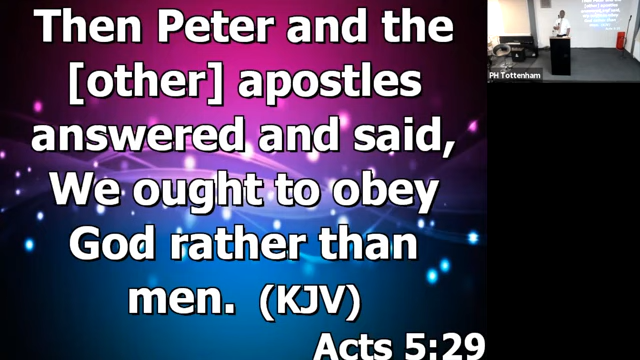 Then Peter and the
[other] apostles
answered and said,
We ought to obey
God rather than
men. (KJV)
Acts 5:29
PH Tottenham